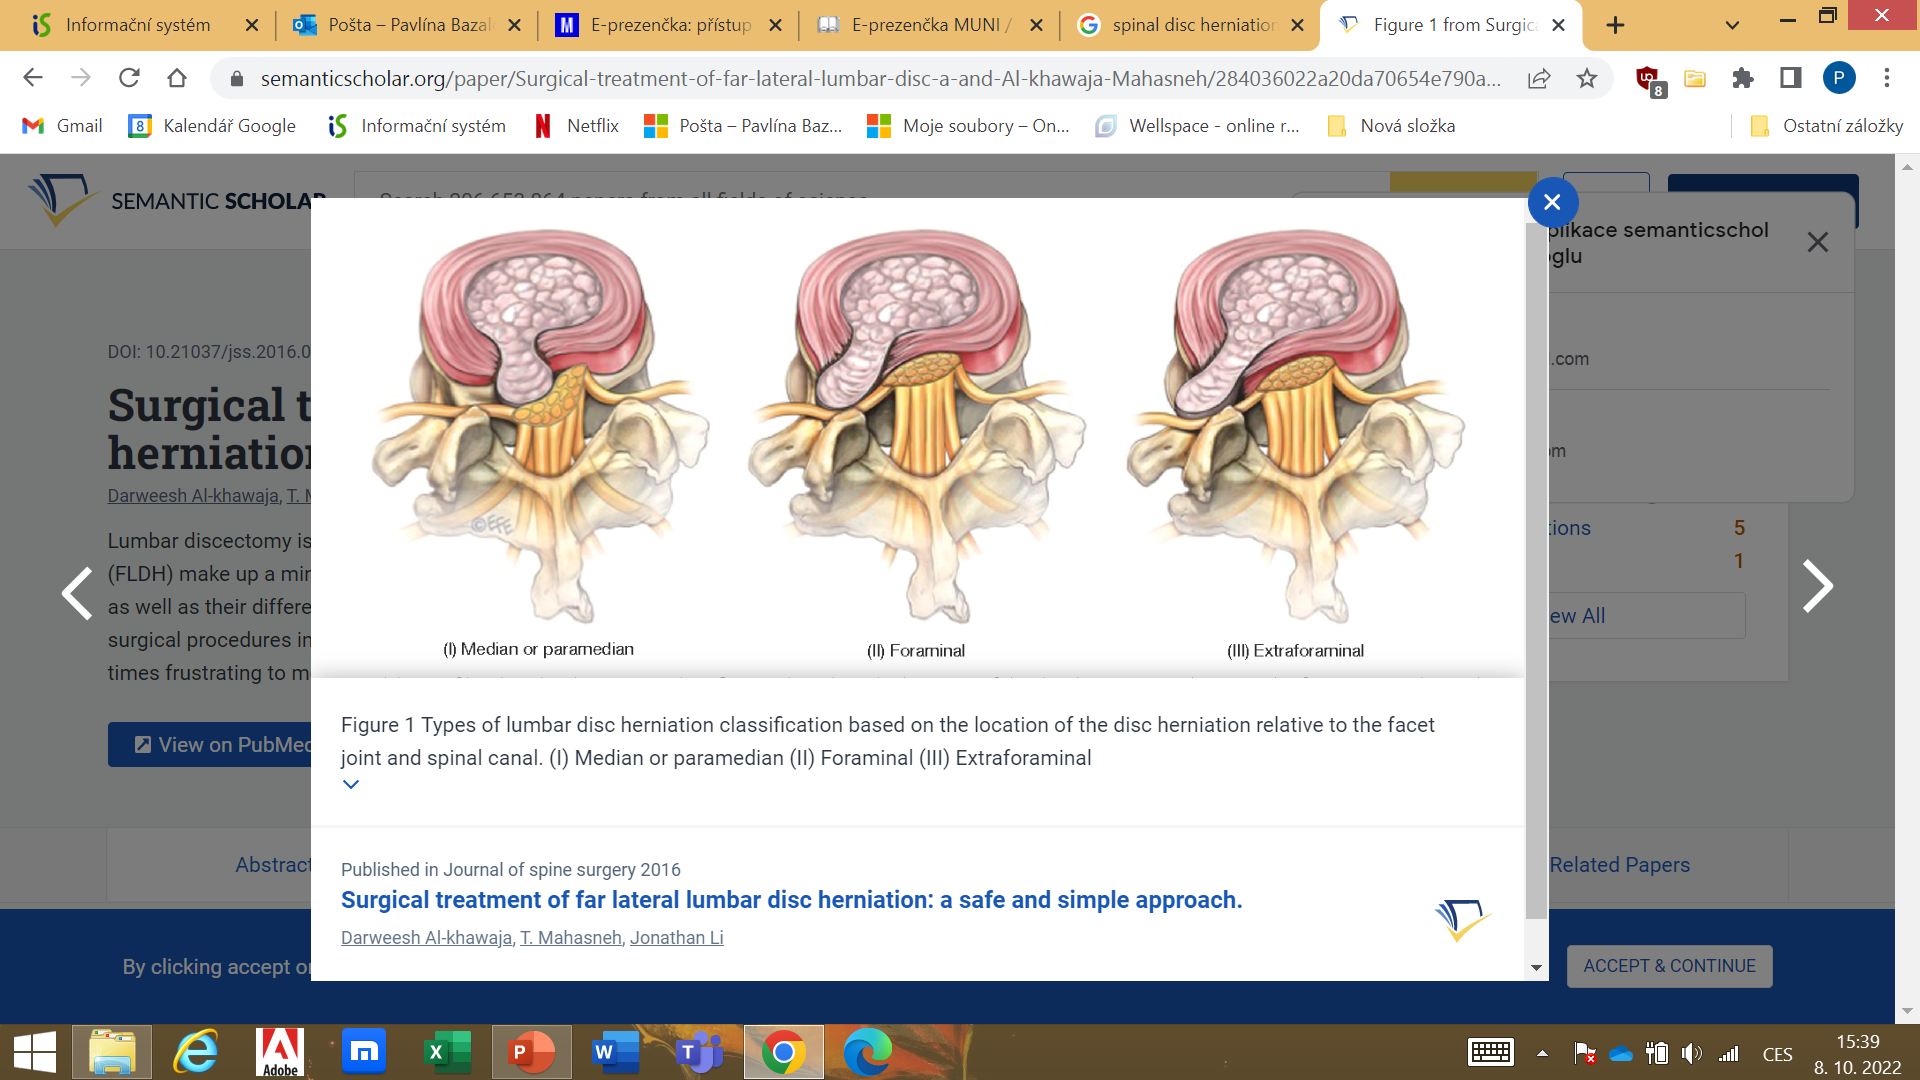 Informační systém
Pošta – Pavlína Bazal
E-prezenčka: přístup
E-prezenčka MUNI /
spinal disc herniation
Figure 1 from Surgic
semanticscholar.org/paper/Surgical-treatment-of-far-lateral-lumbar-disc-a-and-Al-khawaja-Mahasneh/284036022a20da70654e790a...
8
P
Gmail
Kalendář Google
Informační systém
Netflix
Pošta – Pavlína Baz...
Moje soubory – On...
Wellspace - online r...
Nová složka
Ostatní záložky
SEMANTIC SCHOLAR
plikace semanticschol
oglu
.com
DOI: 10.21037/jss.2016.0
Surgical t
herniation
Darweesh Al-khawaja, T. M
Lumbar discectomy is
(FLDH) make up a min
as well as their differe
surgical procedures in
times frustrating to m
View on PubMed
©EFE
(I) Median or paramedian
(II) Foraminal
(III) Extraforaminal
tions 5
1
ew All
Figure 1 Types of lumbar disc herniation classification based on the location of the disc herniation relative to the facet
joint and spinal canal. (I) Median or paramedian (II) Foraminal (III) Extraforaminal
Abstract
Related Papers
Published in Journal of spine surgery 2016
Surgical treatment of far lateral lumbar disc herniation: a safe and simple approach.
Darweesh Al-khawaja, T. Mahasneh, Jonathan Li
By clicking accept o
ACCEPT & CONTINUE
Adobe
CES
15:39
8. 10. 2022